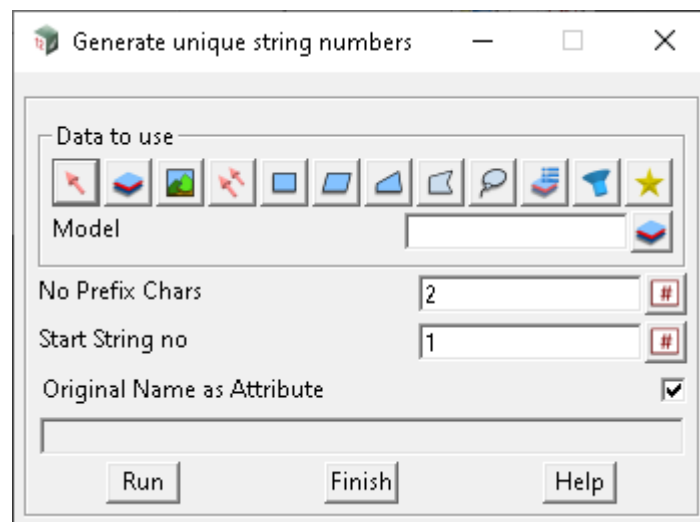 Generate unique string numbers
Data to use
Model
No Prefix Chars 2
Start String no 1
Original Name as Attribute
Run Finish Help